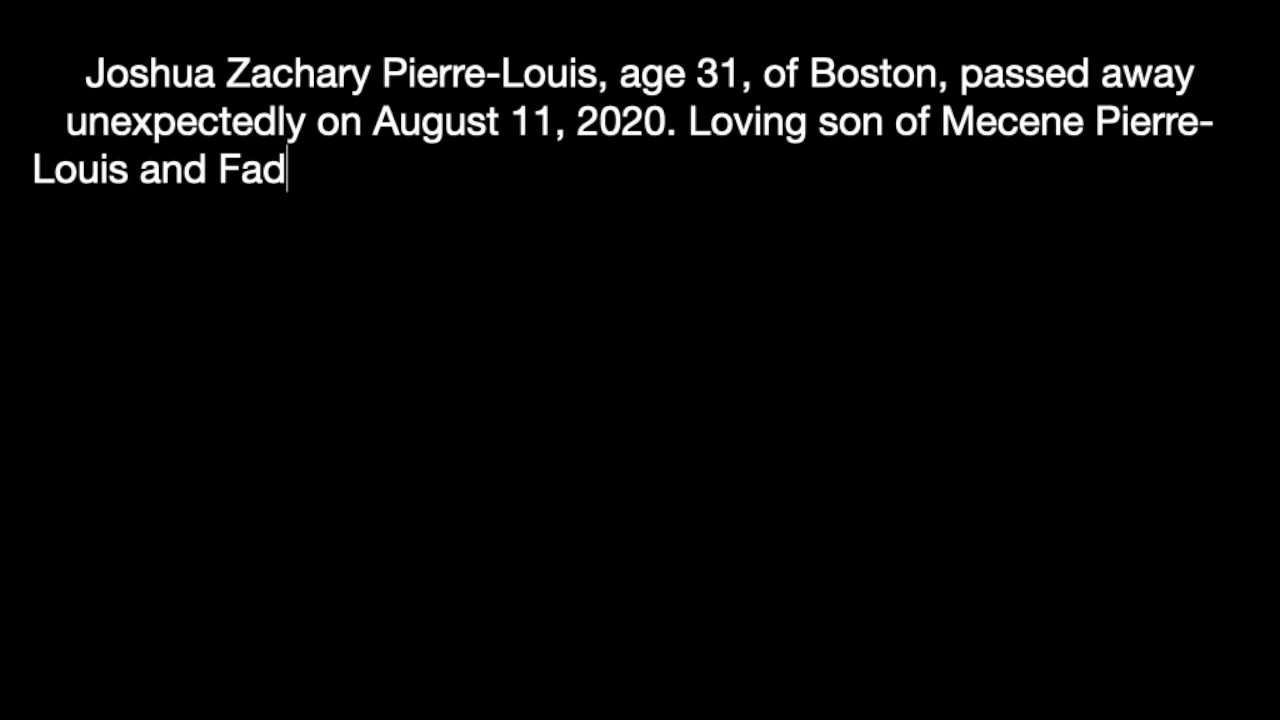 Joshua Zachary Pierre-Louis, age 31, of Boston, passed away
unexpectedly on August 11, 2020. Loving son of Mecene Pierre-
Louis and Fad